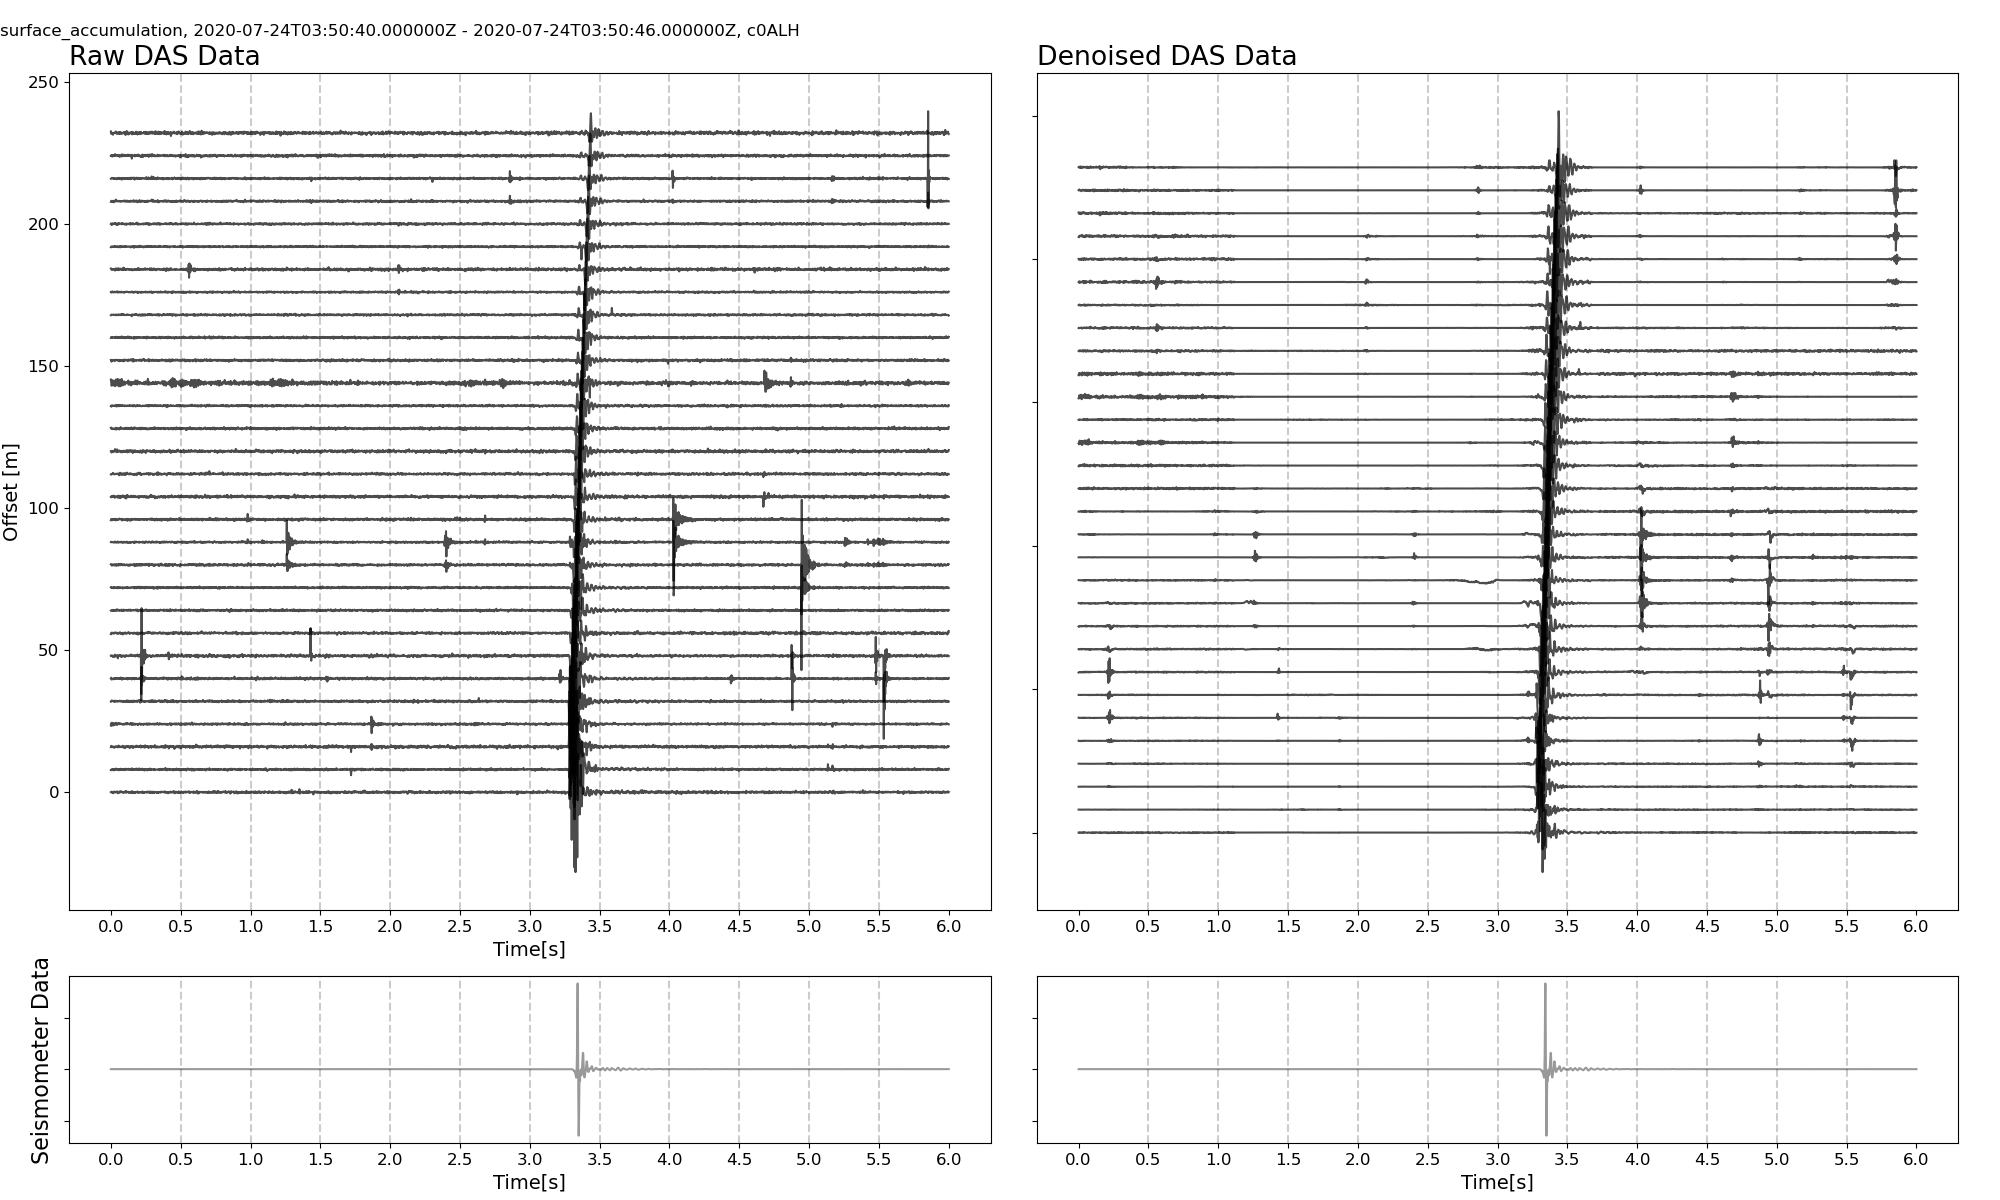 surface_accumulation, 2020-07-24T03:50:40.000000Z - 2020-07-24T03:50:46.000000Z, c0ALH
Raw DAS Data
Denoised DAS Data
Offset [m]
250
200
150
100
50
0
0.0 0.5 1.0 1.5 2.0 2.5 3.0 3.5 4.0 4.5 5.0 5.5 6.0
Time[s]
0.0 0.5 1.0 1.5 2.0 2.5 3.0 3.5 4.0 4.5 5.0 5.5 6.0
Seismometer Data
0.0 0.5 1.0 1.5 2.0 2.5 3.0 3.5 4.0 4.5 5.0 5.5 6.0
Time[s]
0.0 0.5 1.0 1.5 2.0 2.5 3.0 3.5 4.0 4.5 5.0 5.5 6.0
Time[s]